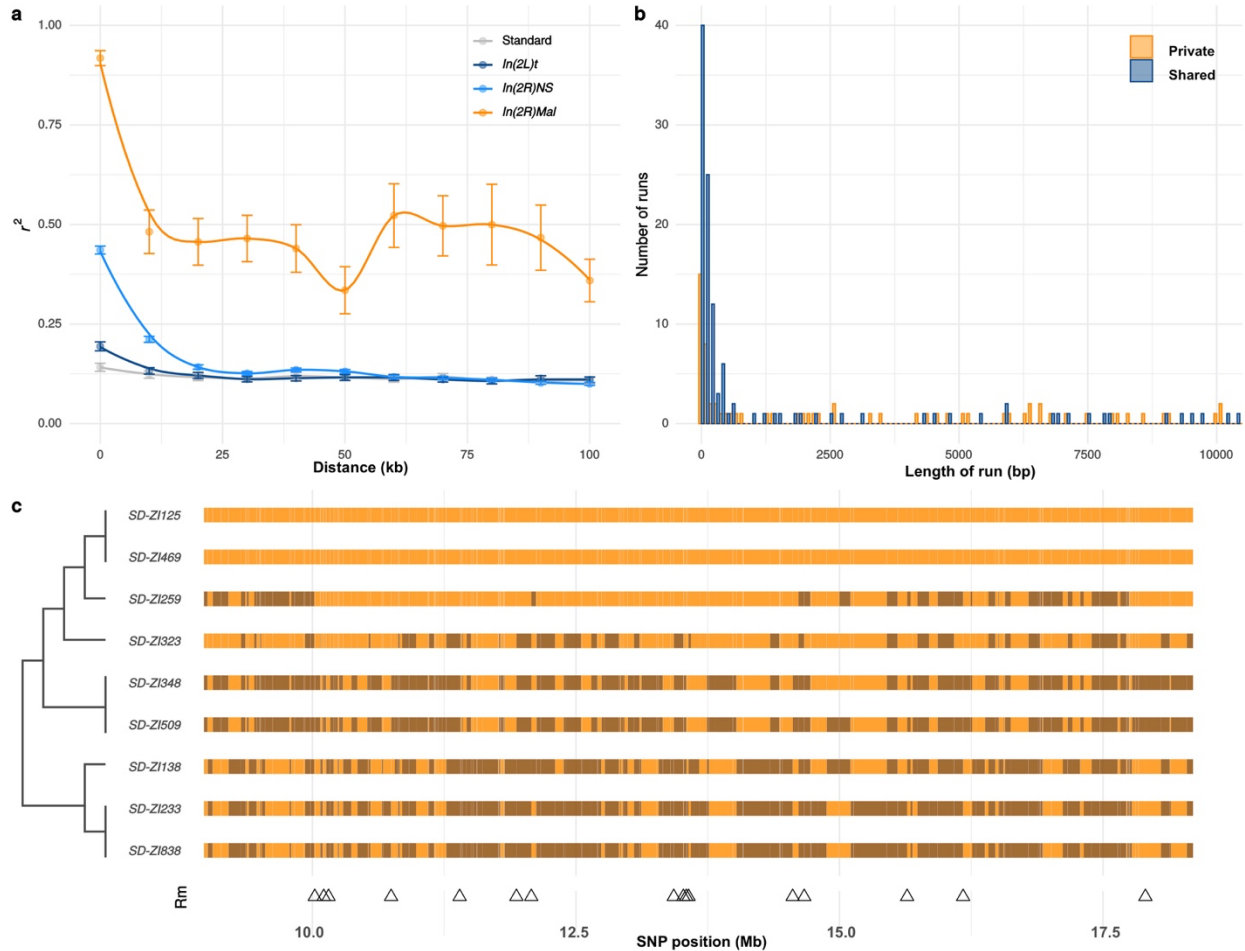 a
1.00
0.75
0.50
0.25
0.00
r²
0
25
50
75
100
Distance (kb)
Standard
In(2L)t
In(2R)NS
In(2R)Mal
b
40
30
20
10
0
Number of runs
0
2500
5000
7500
10000
Length of run (bp)
Private
Shared
c
SD-ZI125
SD-ZI469
SD-ZI259
SD-ZI323
SD-ZI348
SD-ZI509
SD-ZI138
SD-ZI233
SD-ZI838
Rm
10.0
12.5
15.0
17.5
SNP position (Mb)